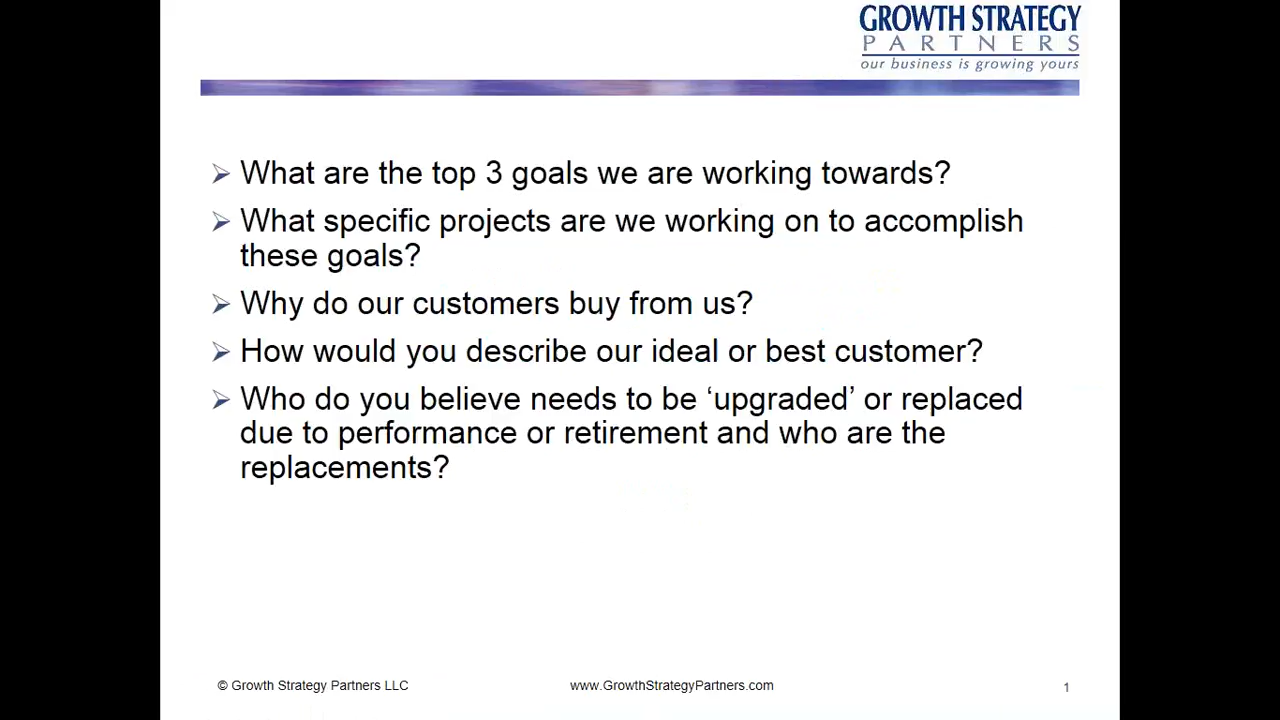 GROWTH STRATEGY
PARTNERS
our business is growing yours
What are the top 3 goals we are working towards?
What specific projects are we working on to accomplish
these goals?
Why do our customers buy from us?
How would you describe our ideal or best customer?
Who do you believe needs to be ‘upgraded’ or replaced
due to performance or retirement and who are the
replacements?
© Growth Strategy Partners LLC
www.GrowthStrategyPartners.com
1